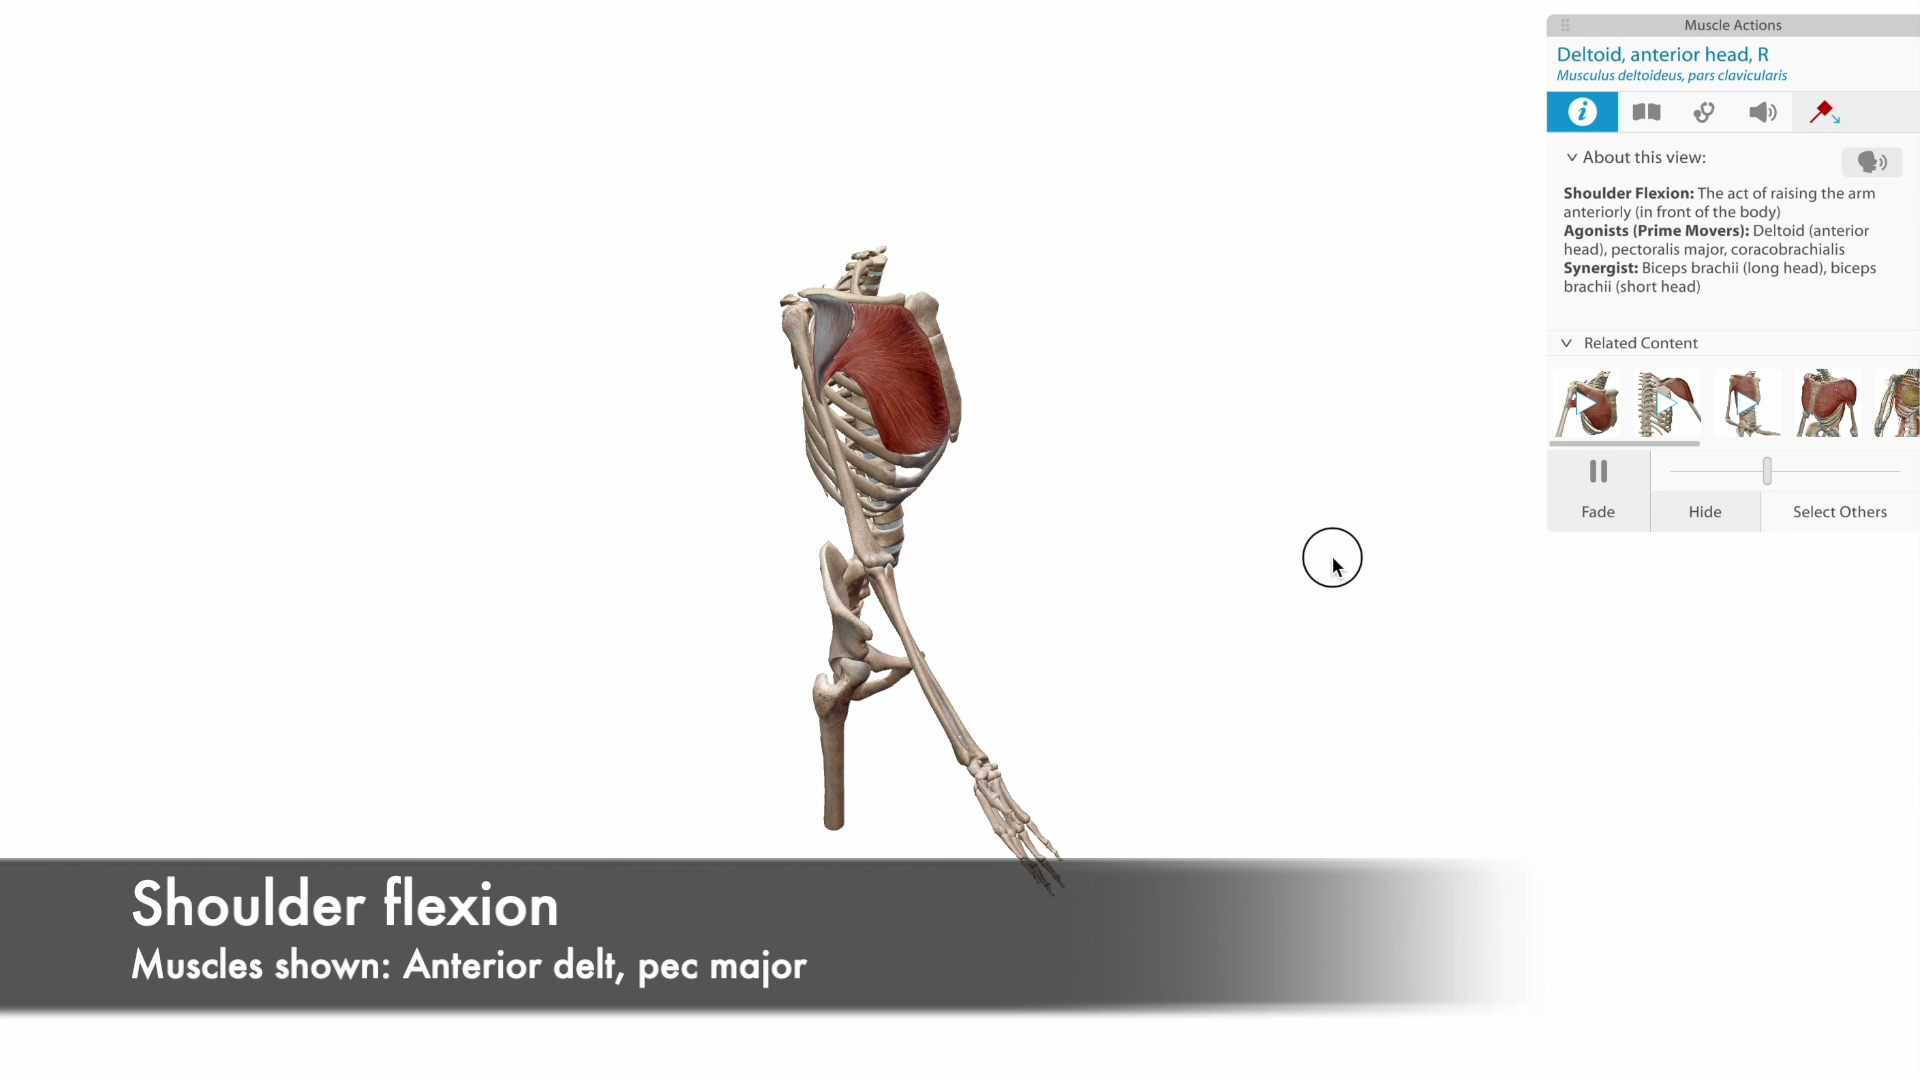 Muscle Actions
Deltoid, anterior head, R
Musculus deltoideus, pars clavicularis
About this view:
Shoulder Flexion: The act of raising the arm
anteriorly (in front of the body)
Agonists (Prime Movers): Deltoid (anterior
head), pectoralis major, coracobrachialis
Synergist: Biceps brachii (long head), biceps
brachii (short head)
Related Content
Fade
Hide
Select Others
Shoulder flexion
Muscles shown: Anterior delt, pec major